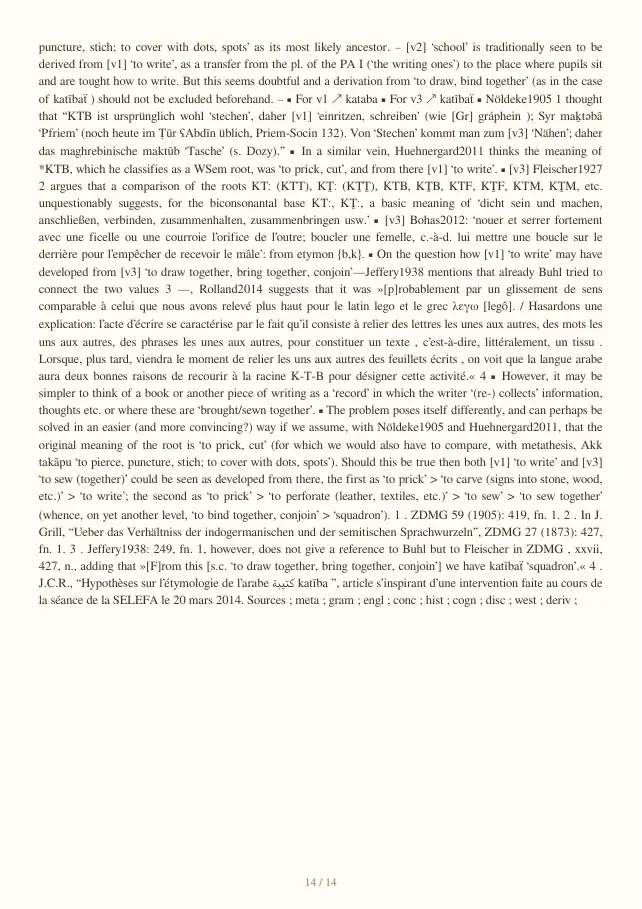 puncture, stich; to cover with dots, spots’ as its most likely ancestor. – [v2] ‘school’ is traditionally seen to be
derived from [v1] ‘to write’, as a transfer from the pl. of the PA I (‘the writing ones’) to the place where pupils sit
and are tought how to write. But this seems doubtful and a derivation from ‘to draw, bind together’ (as in the case
of katībaẗ ) should not be excluded beforehand. – ▪ For v1 ↗ kataba ▪ For v3 ↗ katībaẗ ▪ Nöldeke1905 1 thought
that “KTB ist ursprünglich wohl ‘stechen’, daher [v1] ‘einritzen, schreiben’ (wie [Gr] gráphein ); Syr maḵtəbā
‘Pfriem’ (noch heute im Ṭūr ʕAbdīn üblich, Priem-Socin 132). Von ‘Stechen’ kommt man zum [v3] ‘Nähen’; daher
das maghrebinische maktūb ‘Tasche’ (s. Dozy).” ▪ In a similar vein, Huehnergard2011 thinks the meaning of
*KTB, which he classifies as a WSem root, was ‘to prick, cut’, and from there [v1] ‘to write’. ▪ [v3] Fleischer1927
2 argues that a comparison of the roots KT: (KTT), KṬ: (KṬṬ), KTB, KṬB, KTF, KṬF, KTM, KṬM, etc.
unquestionably suggests, for the biconsonantal base KT:, KṬ:, a basic meaning of ‘dicht sein und machen,
anschließen, verbinden, zusammenhalten, zusammenbringen usw.’ ▪ [v3] Bohas2012: ‘nouer et serrer fortement
avec une ficelle ou une courroie l’orifice de l’outre; boucler une femelle, c.-à-d. lui mettre une boucle sur le
derrière pour l’empêcher de recevoir le mâle’: from etymon {b,k}. ▪ On the question how [v1] ‘to write’ may have
developed from [v3] ‘to draw together, bring together, conjoin’—Jeffery1938 mentions that already Buhl tried to
connect the two values 3 —, Rolland2014 suggests that it was »[p]robablement par un glissement de sens
comparable à celui que nous avons relevé plus haut pour le latin lego et le grec λεγω [legô]. / Hasardons une
explication: l’acte d’écrire se caractérise par le fait qu’il consiste à relier des lettres les unes aux autres, des mots les
uns aux autres, des phrases les unes aux autres, pour constituer un texte , c’est-à-dire, littéralement, un tissu .
Lorsque, plus tard, viendra le moment de relier les uns aux autres des feuillets écrits , on voit que la langue arabe
aura deux bonnes raisons de recourir à la racine K-T-B pour désigner cette activité.« 4 ▪ However, it may be
simpler to think of a book or another piece of writing as a ‘record’ in which the writer ‘(re-) collects’ information,
thoughts etc. or where these are ‘brought/sewn together’. ▪ The problem poses itself differently, and can perhaps be
solved in an easier (and more convincing?) way if we assume, with Nöldeke1905 and Huehnergard2011, that the
original meaning of the root is ‘to prick, cut’ (for which we would also have to compare, with metathesis, Akk
takāpu ‘to pierce, puncture, stich; to cover with dots, spots’). Should this be true then both [v1] ‘to write’ and [v3]
‘to sew (together)’ could be seen as developed from there, the first as ‘to prick’ > ‘to carve (signs into stone, wood,
etc.)’ > ‘to write’; the second as ‘to prick’ > ‘to perforate (leather, textiles, etc.)’ > ‘to sew’ > ‘to sew together’
(whence, on yet another level, ‘to bind together, conjoin’ > ‘squadron’). 1 . ZDMG 59 (1905): 419, fn. 1. 2 . In J.
Grill, “Ueber das Verhältniss der indogermanischen und der semitischen Sprachwurzeln”, ZDMG 27 (1873): 427,
fn. 1. 3 . Jeffery1938: 249, fn. 1, however, does not give a reference to Buhl but to Fleischer in ZDMG , xxvii,
427, n., adding that »[F]rom this [s.c. ‘to draw together, bring together, conjoin’] we have katībaẗ ‘squadron’.« 4 .
J.C.R., “Hypothèses sur l’étymologie de l’arabe كتيبة katība ”, article s’inspirant d’une intervention faite au cours de
la séance de la SELEFA le 20 mars 2014. Sources ; meta ; gram ; engl ; conc ; hist ; cogn ; disc ; west ; deriv ;
14 / 14